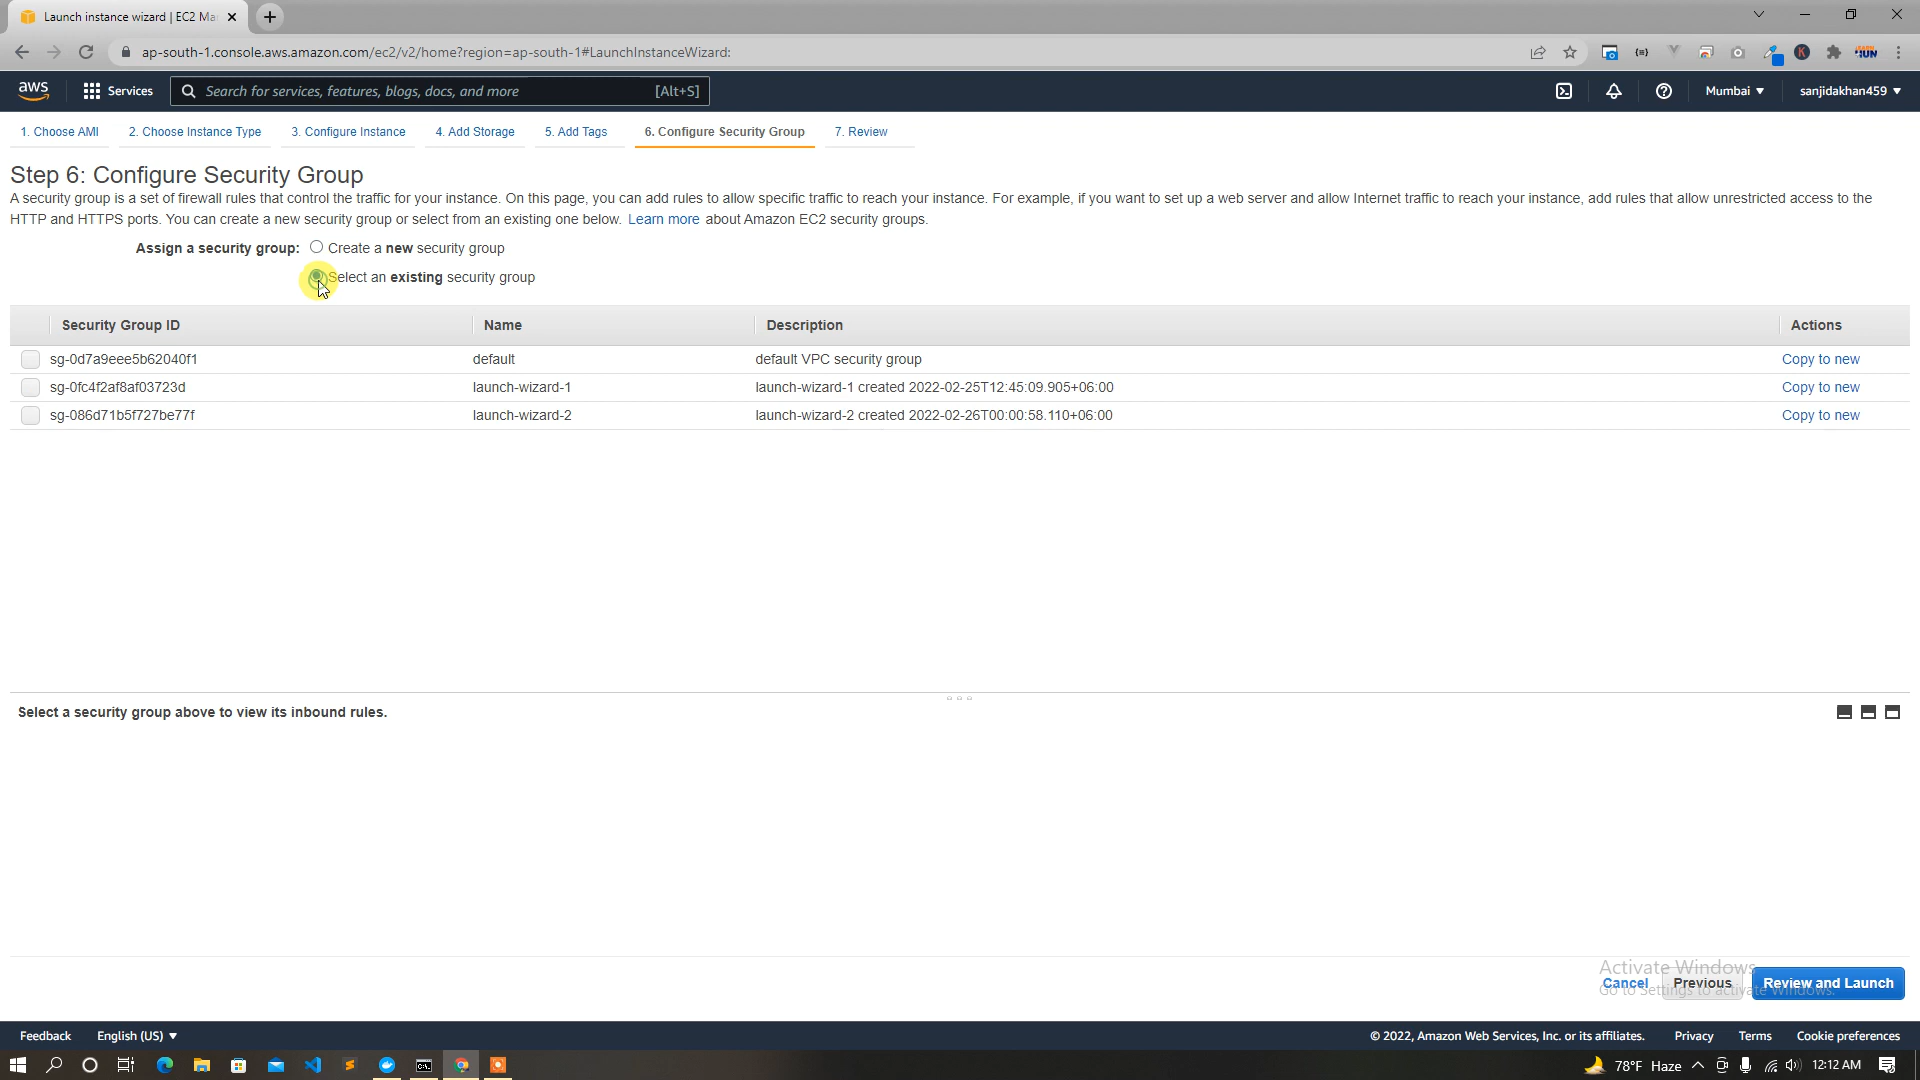 Launch instance wizard | EC2 Ma
ap-south-1.console.aws.amazon.com/ec2/v2/home?region=ap-south-1#LaunchInstanceWizard:
aws Services Search for services, features, blogs, docs, and more [Alt+S] Mumbai sanjidakhan459
1. Choose AMI 2. Choose Instance Type 3. Configure Instance 4. Add Storage 5. Add Tags 6. Configure Security Group 7. Review
Step 6: Configure Security Group
A security group is a set of firewall rules that control the traffic for your instance. On this page, you can add rules to allow specific traffic to reach your instance. For example, if you want to set up a web server and allow Internet traffic to reach your instance, add rules that allow unrestricted access to the
HTTP and HTTPS ports. You can create a new security group or select from an existing one below. Learn more about Amazon EC2 security groups.
Assign a security group: Create a new security group
Select an existing security group
Security Group ID Name Description Actions
sg-0d7a9eee5b62040f1 default default VPC security group Copy to new
sg-0fc4f2af8af03723d launch-wizard-1 launch-wizard-1 created 2022-02-25T12:45:09.905+06:00 Copy to new
sg-086d71b5f727be77f launch-wizard-2 launch-wizard-2 created 2022-02-26T00:00:58.110+06:00 Copy to new
Select a security group above to view its inbound rules.
Activate Windows
Go to Settings to activate Windows.
Cancel Previous Review and Launch
Feedback English (US) © 2022, Amazon Web Services, Inc. or its affiliates. Privacy Terms Cookie preferences
78°F Haze 12:12 AM